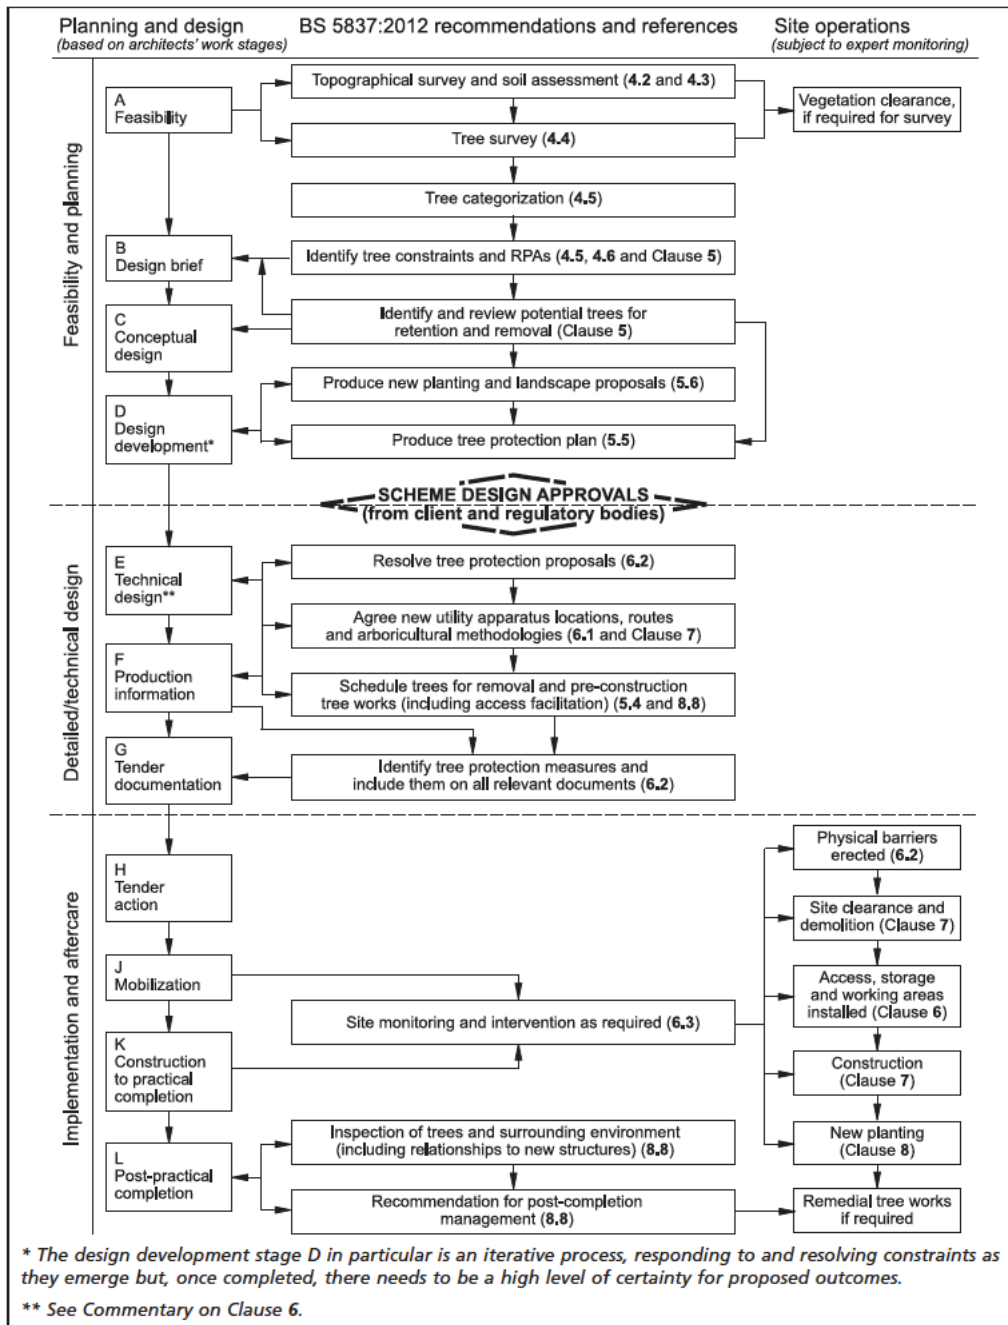 Planning and design
(based on architects' work stages)
BS 5837:2012 recommendations and references
Site operations
(subject to expert monitoring)
Feasibility and planning
A
Feasibility
Topographical survey and soil assessment (4.2 and 4.3)
Vegetation clearance,
if required for survey
Tree survey (4.4)
Tree categorization (4.5)
B
Design brief
Identify tree constraints and RPAs (4.5, 4.6 and Clause 5)
C
Conceptual
design
Identify and review potential trees for
retention and removal (Clause 5)
Produce new planting and landscape proposals (5.6)
D
Design
development*
Produce tree protection plan (5.5)
SCHEME DESIGN APPROVALS
(from client and regulatory bodies)
Detailed/technical design
E
Technical
design**
Resolve tree protection proposals (6.2)
Agree new utility apparatus locations, routes
and arboricultural methodologies (6.1 and Clause 7)
F
Production
information
Schedule trees for removal and pre-construction
tree works (including access facilitation) (5.4 and 8.8)
G
Tender
documentation
Identify tree protection measures and
include them on all relevant documents (6.2)
Implementation and aftercare
H
Tender
action
Physical barriers
erected (6.2)
Site clearance and
demolition (Clause 7)
J
Mobilization
Access, storage
and working areas
installed (Clause 6)
Site monitoring and intervention as required (6.3)
K
Construction
to practical
completion
Construction
(Clause 7)
New planting
(Clause 8)
L
Post-practical
completion
Inspection of trees and surrounding environment
(including relationships to new structures) (8.8)
Recommendation for post-completion
management (8.8)
Remedial tree works
if required
* The design development stage D in particular is an iterative process, responding to and resolving constraints as
they emerge but, once completed, there needs to be a high level of certainty for proposed outcomes.
** See Commentary on Clause 6.